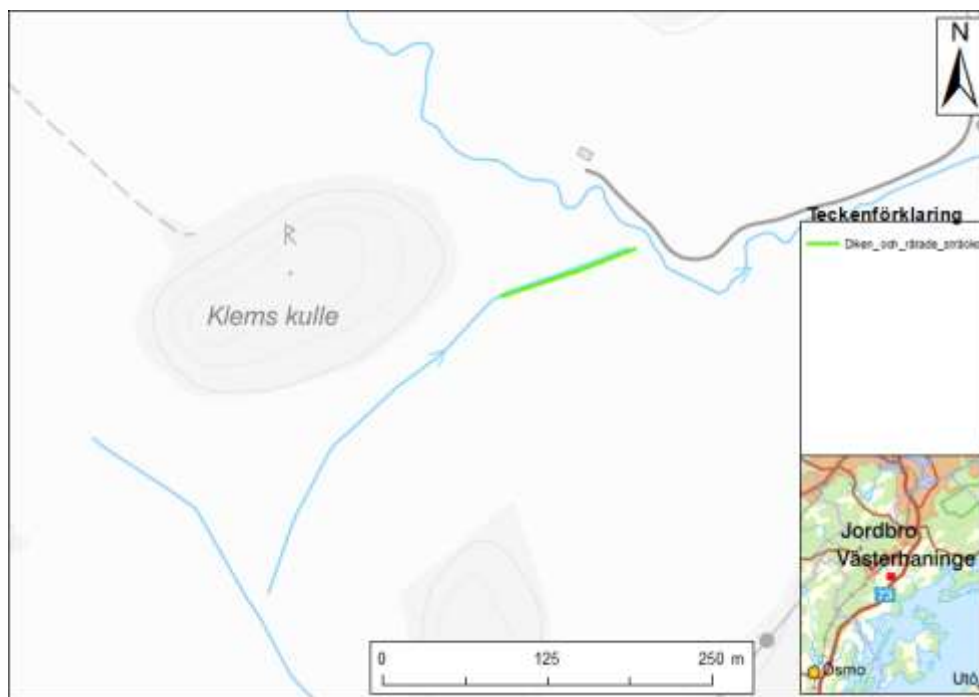 N
Teckenförklaring
R
Klems kulle
0 125 250 m
Jordbro
Västerhaninge
73
Ösmo